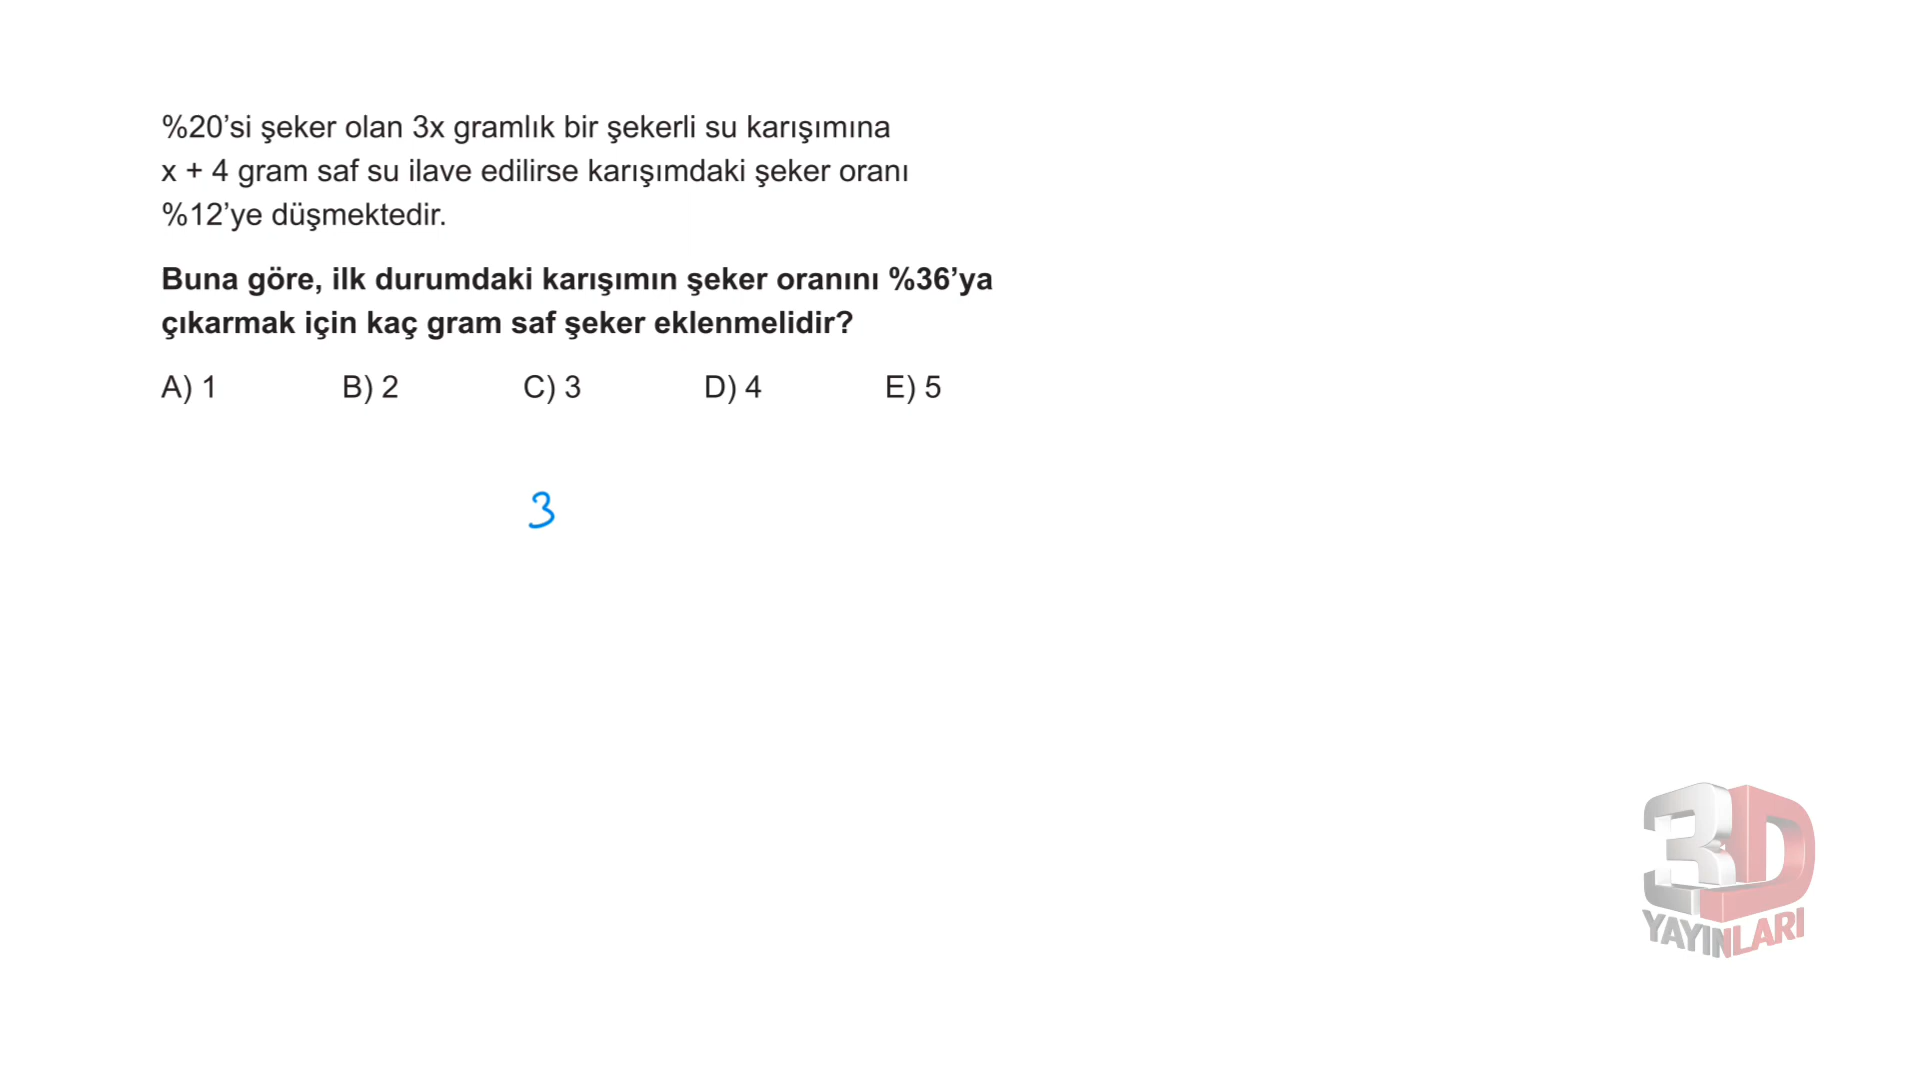 %20’si şeker olan 3x gramlık bir şekerli su karışımına
x + 4 gram saf su ilave edilirse karışımdaki şeker oranı
%12’ye düşmektedir.
Buna göre, ilk durumdaki karışımın şeker oranını %36’ya
çıkarmak için kaç gram saf şeker eklenmelidir?
A) 1 B) 2 C) 3 D) 4 E) 5
3
3D
YAYINLARI